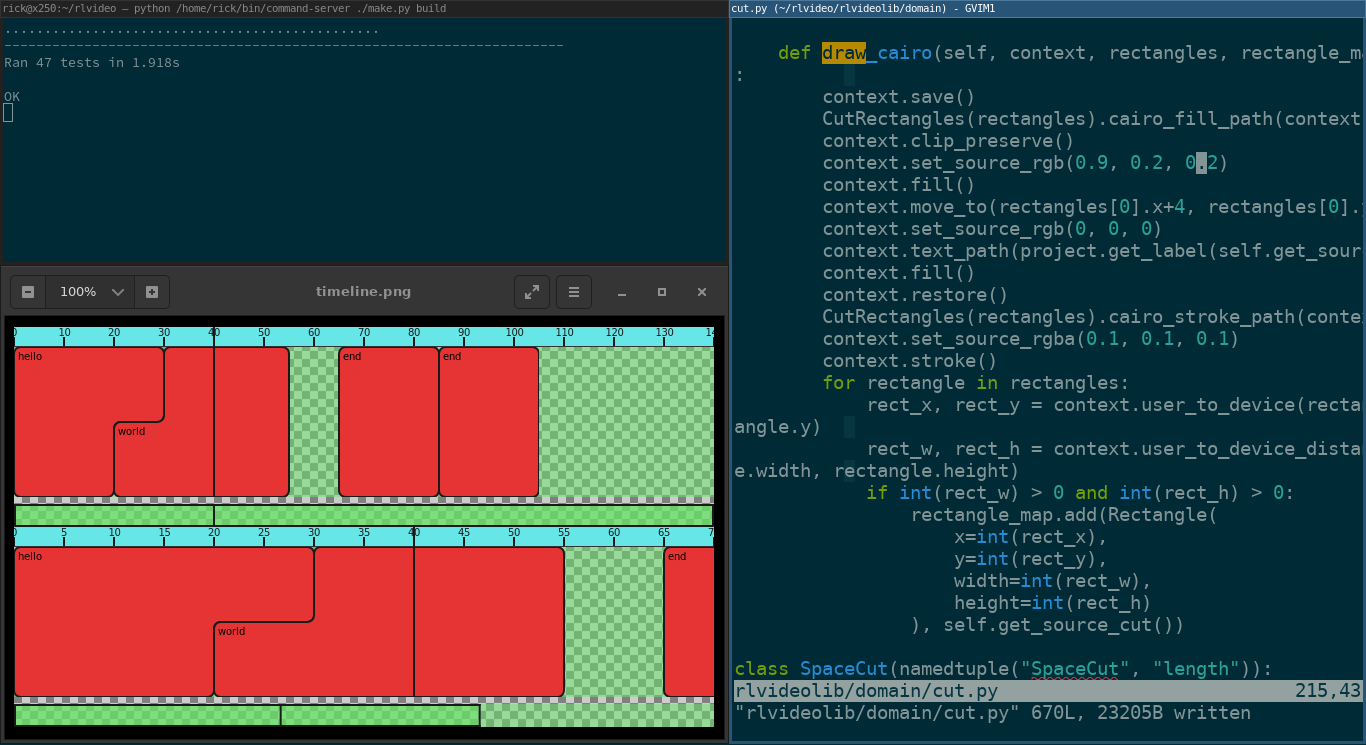 rick@x250:~/rlvideo — python /home/rick/bin/command-server ./make.py build
...............................................
----------------------------------------------------------------------
Ran 47 tests in 1.918s
OK
100%
timeline.png
0 10 20 30 40 50 60 70 80 90 100 110 120 130
hello end end
world
0 5 10 15 20 25 30 35 40 45 50 55 60 65
hello end
world
cut.py (~/rlvideo/rlvideolib/domain) - GVIM1
def draw_cairo(self, context, rectangles, rectangle_m
:
context.save()
CutRectangles(rectangles).cairo_fill_path(context
context.clip_preserve()
context.set_source_rgb(0.9, 0.2, 0.2)
context.fill()
context.move_to(rectangles[0].x+4, rectangles[0].
context.set_source_rgb(0, 0, 0)
context.text_path(project.get_label(self.get_sour
context.fill()
context.restore()
CutRectangles(rectangles).cairo_stroke_path(conte
context.set_source_rgba(0.1, 0.1, 0.1)
context.stroke()
for rectangle in rectangles:
rect_x, rect_y = context.user_to_device(recta
angle.y)
rect_w, rect_h = context.user_to_device_dista
e.width, rectangle.height)
if int(rect_w) > 0 and int(rect_h) > 0:
rectangle_map.add(Rectangle(
x=int(rect_x),
y=int(rect_y),
width=int(rect_w),
height=int(rect_h)
), self.get_source_cut())
class SpaceCut(namedtuple("SpaceCut", "length")):
rlvideolib/domain/cut.py 215,43
"rlvideolib/domain/cut.py" 670L, 23205B written